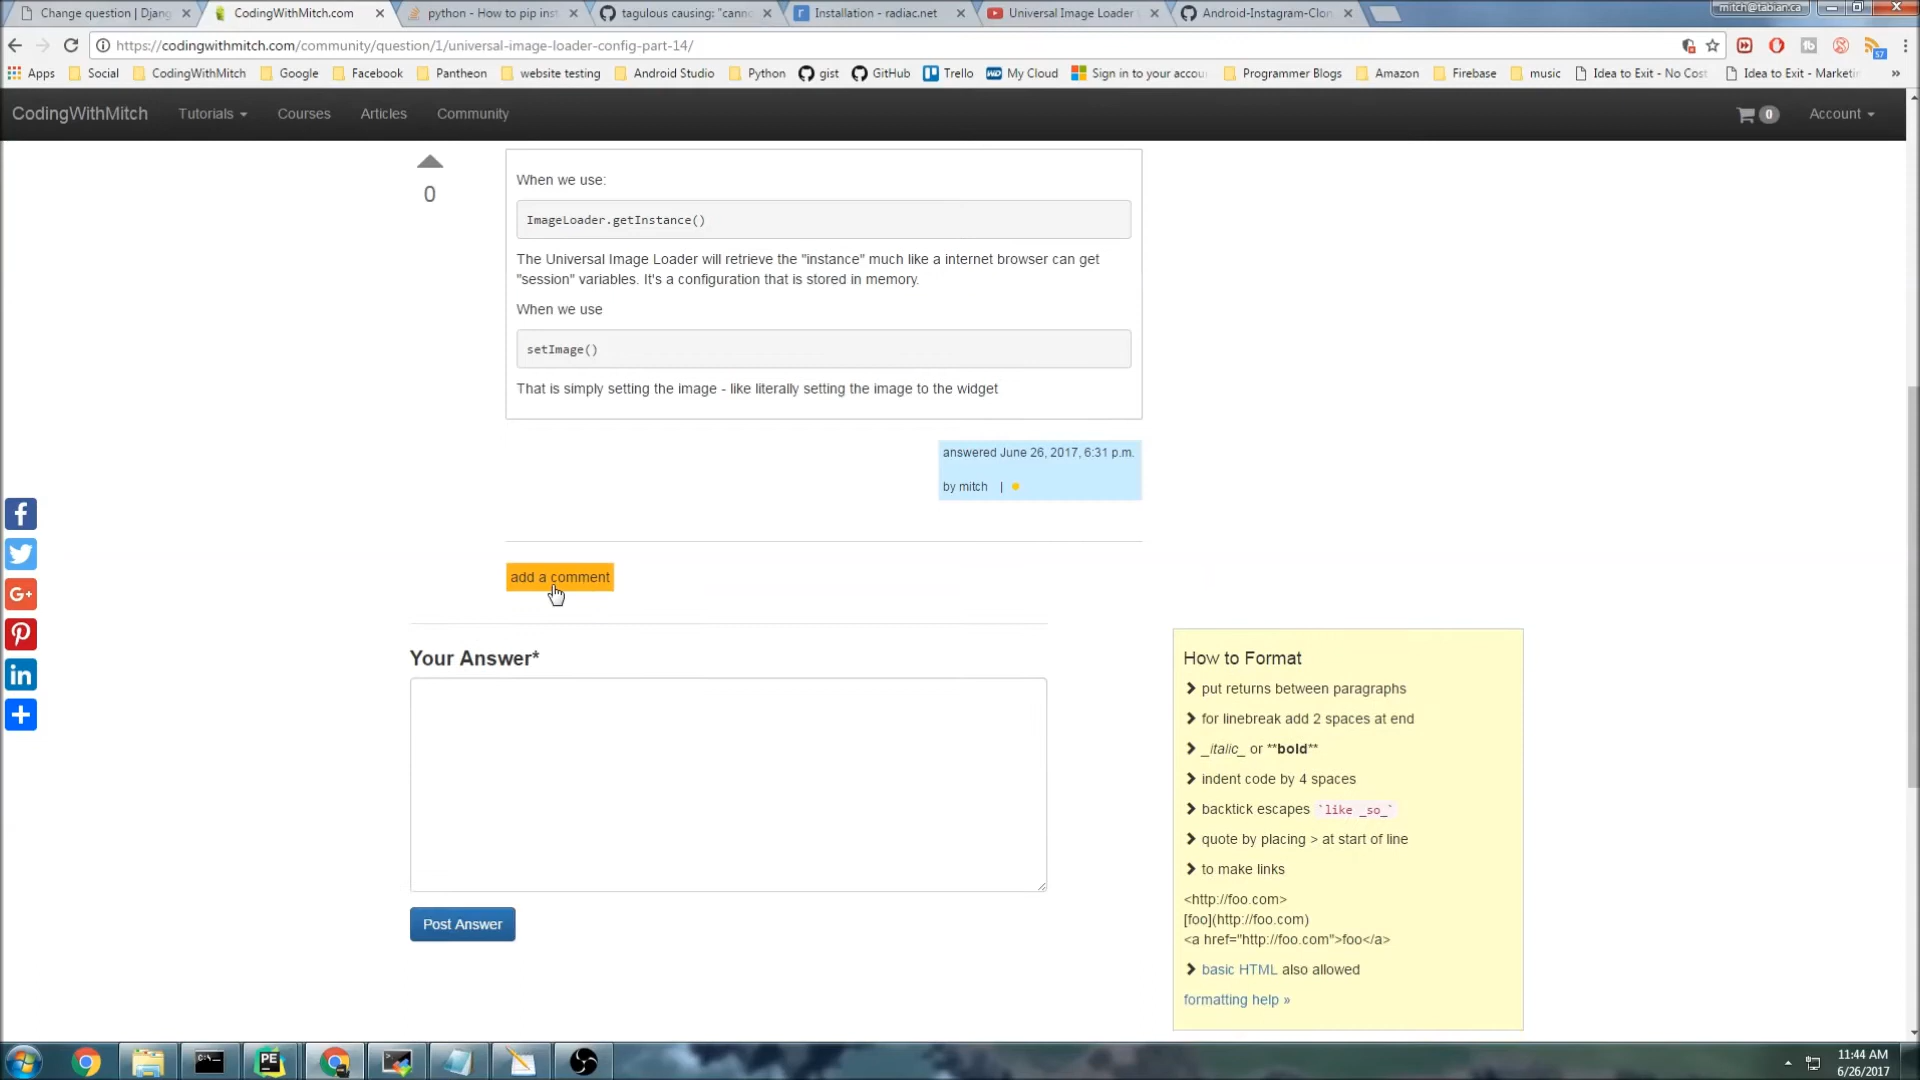 Change question | Djang
CodingWithMitch.com
python - How to pip inst
tagulous causing: "cann
Installation - radiac.net
Universal Image Loader
Android-Instagram-Clon
mitch@tabian.ca
https://codingwithmitch.com/community/question/1/universal-image-loader-config-part-14/
57
Apps
Social
CodingWithMitch
Google
Facebook
Pantheon
website testing
Android Studio
Python
gist
GitHub
Trello
WD
My Cloud
Sign in to your accou
Programmer Blogs
Amazon
Firebase
music
Idea to Exit - No Cost
Idea to Exit - Marketin
»
CodingWithMitch
Tutorials
Courses
Articles
Community
0
Account
0
When we use:
ImageLoader.getInstance()
The Universal Image Loader will retrieve the "instance" much like a internet browser can get
"session" variables. It's a configuration that is stored in memory.
When we use
setImage()
That is simply setting the image - like literally setting the image to the widget
answered June 26, 2017, 6:31 p.m.
by mitch |
add a comment
Your Answer*
Post Answer
How to Format
put returns between paragraphs
for linebreak add 2 spaces at end
_italic_ or **bold**
indent code by 4 spaces
backtick escapes `like _so_`
quote by placing > at start of line
to make links
<http://foo.com>
[foo](http://foo.com)
<a href="http://foo.com">foo</a>
basic HTML also allowed
formatting help »
G+
in
PE
11:44 AM
6/26/2017